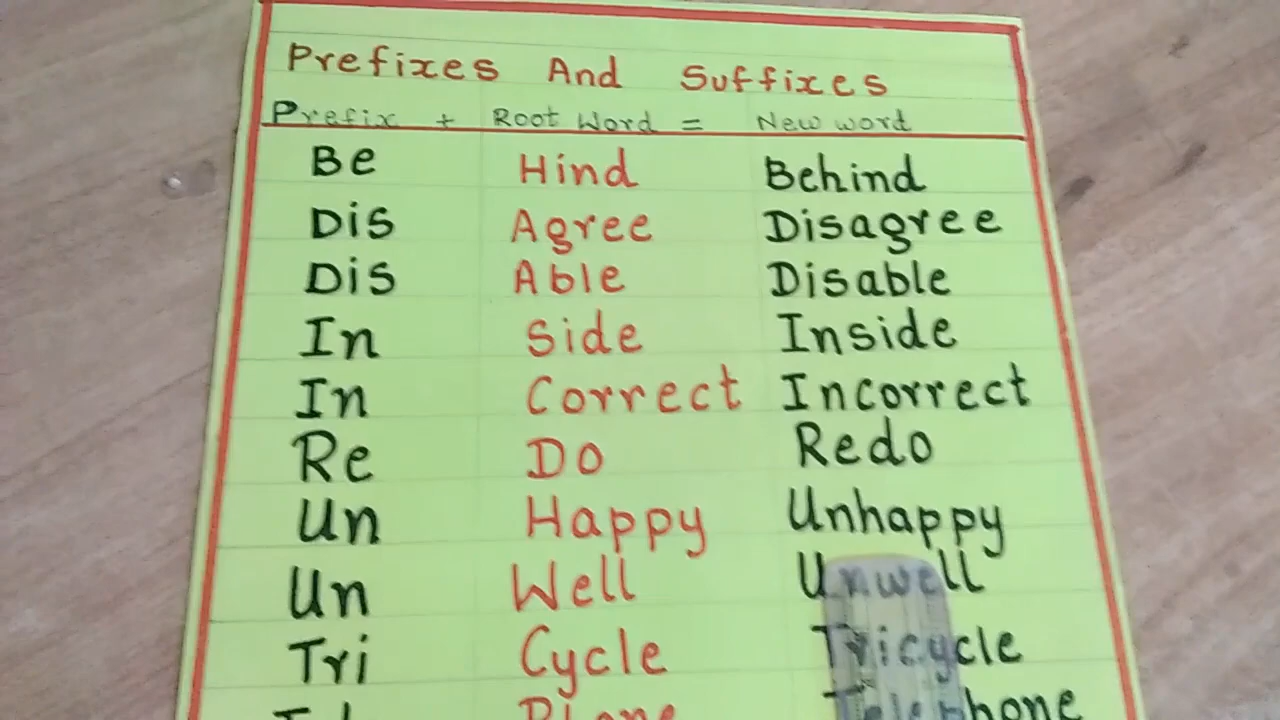 Prefixes And Suffixes
Prefix + Root Word = New word
Be Hind Behind
Dis Agree Disagree
Dis Able Disable
In Side Inside
In Correct Incorrect
Re Do Redo
Un Happy Unhappy
Un Well Unwell
Tri Cycle Tricycle
Telephone